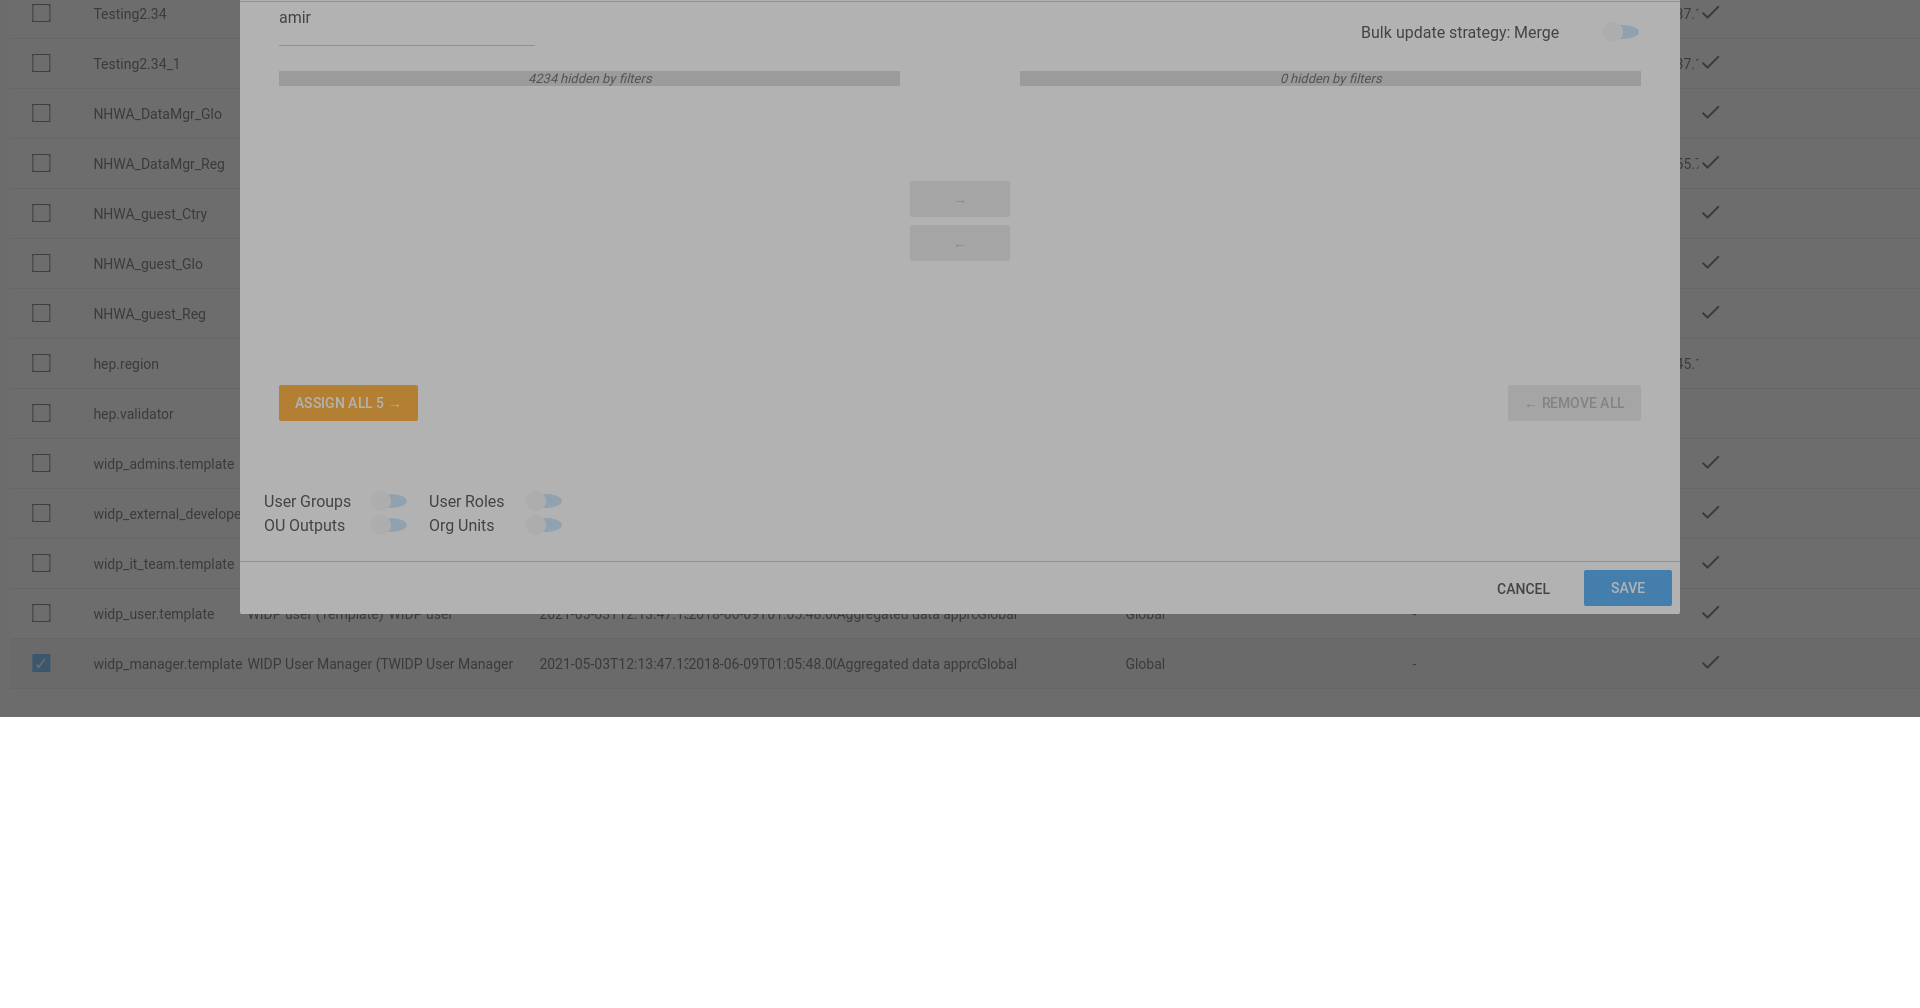 Testing2.34
amir
Bulk update strategy: Merge
4234 hidden by filters
0 hidden by filters
Testing2.34_1
NHWA_DataMgr_Glo
NHWA_DataMgr_Reg
NHWA_guest_Ctry
→
←
NHWA_guest_Glo
NHWA_guest_Reg
hep.region
ASSIGN ALL 5 →
← REMOVE ALL
hep.validator
widp_admins.template
User Groups
User Roles
widp_external_develope
OU Outputs
Org Units
widp_it_team.template
CANCEL
SAVE
widp_user.template WIDP user (Template) WIDP user 2021-05-03T12:13:47.1 2018-06-09T01:05:48.0 Aggregated data appro Global Global -
widp_manager.template WIDP User Manager (T WIDP User Manager 2021-05-03T12:13:47.1 2018-06-09T01:05:48.0 Aggregated data appro Global Global -